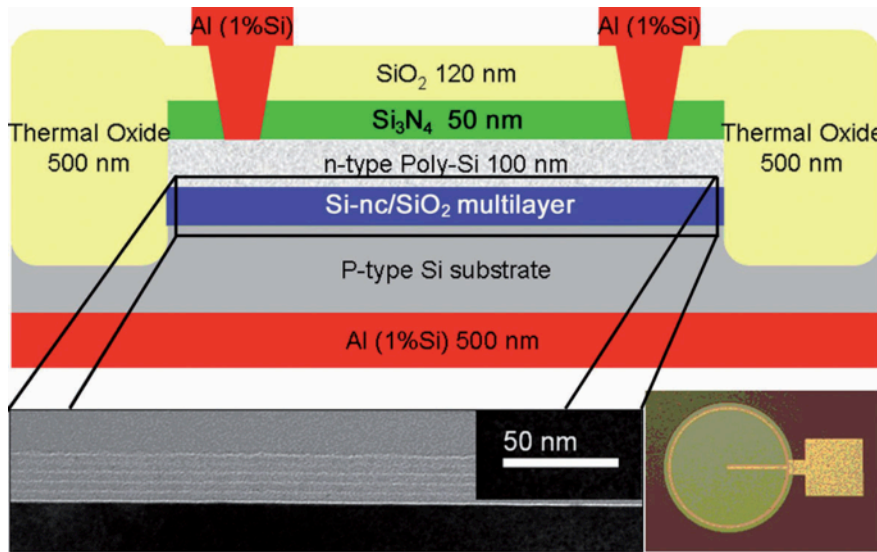 Al (1%Si)
Al (1%Si)
SiO₂ 120 nm
Si₃N₄ 50 nm
Thermal Oxide
500 nm
Thermal Oxide
500 nm
n-type Poly-Si 100 nm
Si-nc/SiO₂ multilayer
P-type Si substrate
Al (1%Si) 500 nm
50 nm